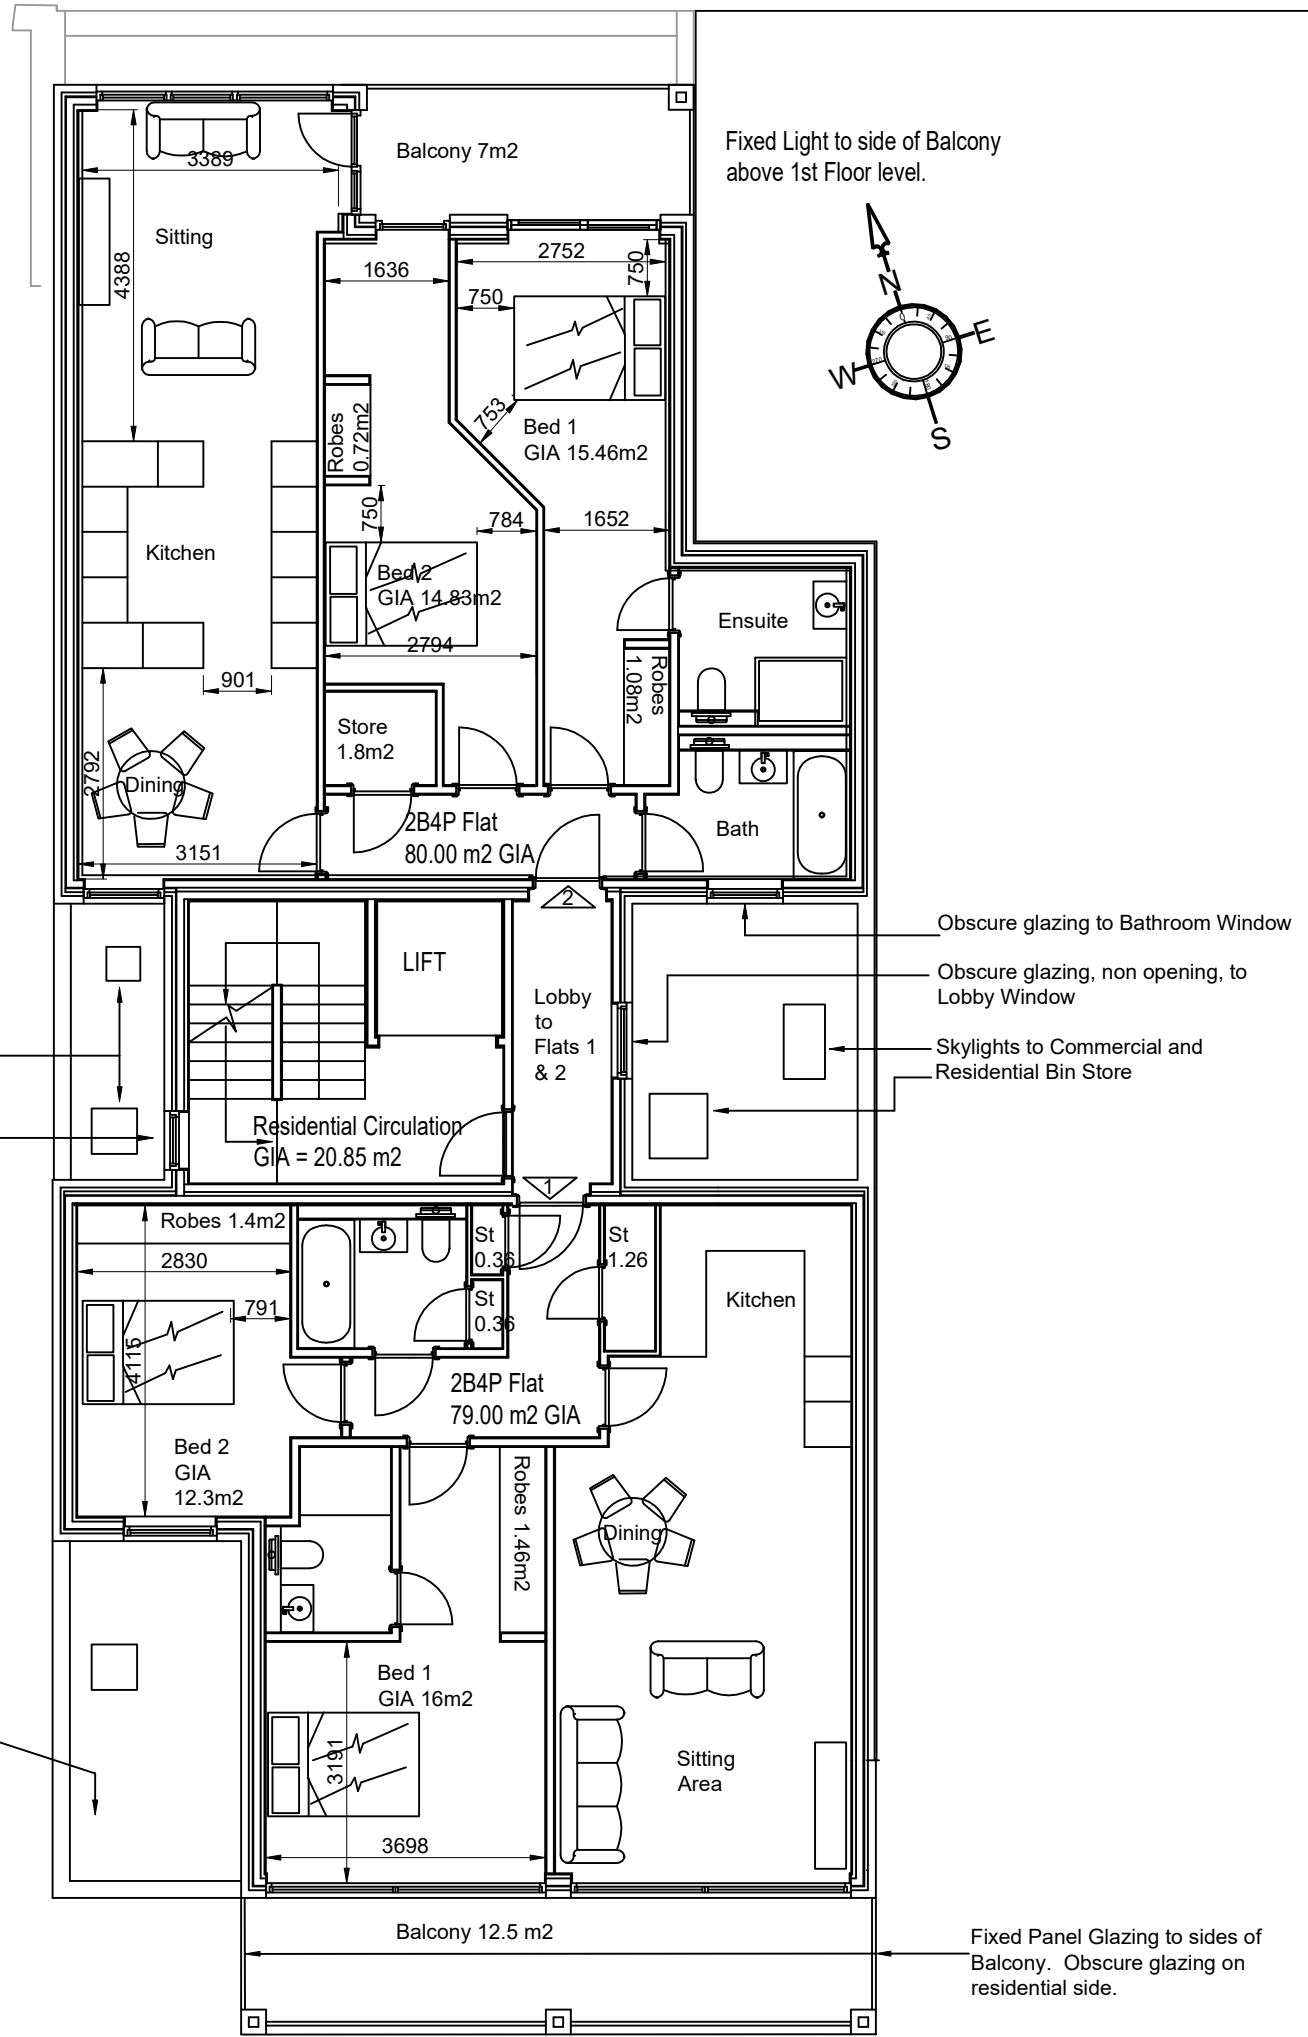 Balcony 7m2
Fixed Light to side of Balcony
above 1st Floor level.
3389
Sitting
4388
1636
2752
750
750
N
E
W
S
Robes
0.72m2
753
Bed 1
GIA 15.46m2
750
784
1652
Kitchen
Bed 2
GIA 14.83m2
2794
Ensuite
Robes
1.08m2
901
Store
1.8m2
2792
Dining
3151
2B4P Flat
80.00 m2 GIA
Bath
2
LIFT
Lobby
to
Flats 1
& 2
Obscure glazing to Bathroom Window
Obscure glazing, non opening, to
Lobby Window
Skylights to Commercial and
Residential Bin Store
Residential Circulation
GIA = 20.85 m2
1
Robes 1.4m2
2830
791
4115
St
0.36
St
0.36
St
1.26
Kitchen
2B4P Flat
79.00 m2 GIA
Bed 2
GIA
12.3m2
Robes 1.46m2
Dining
Bed 1
GIA 16m2
3191
3698
Sitting
Area
Balcony 12.5 m2
Fixed Panel Glazing to sides of
Balcony. Obscure glazing on
residential side.